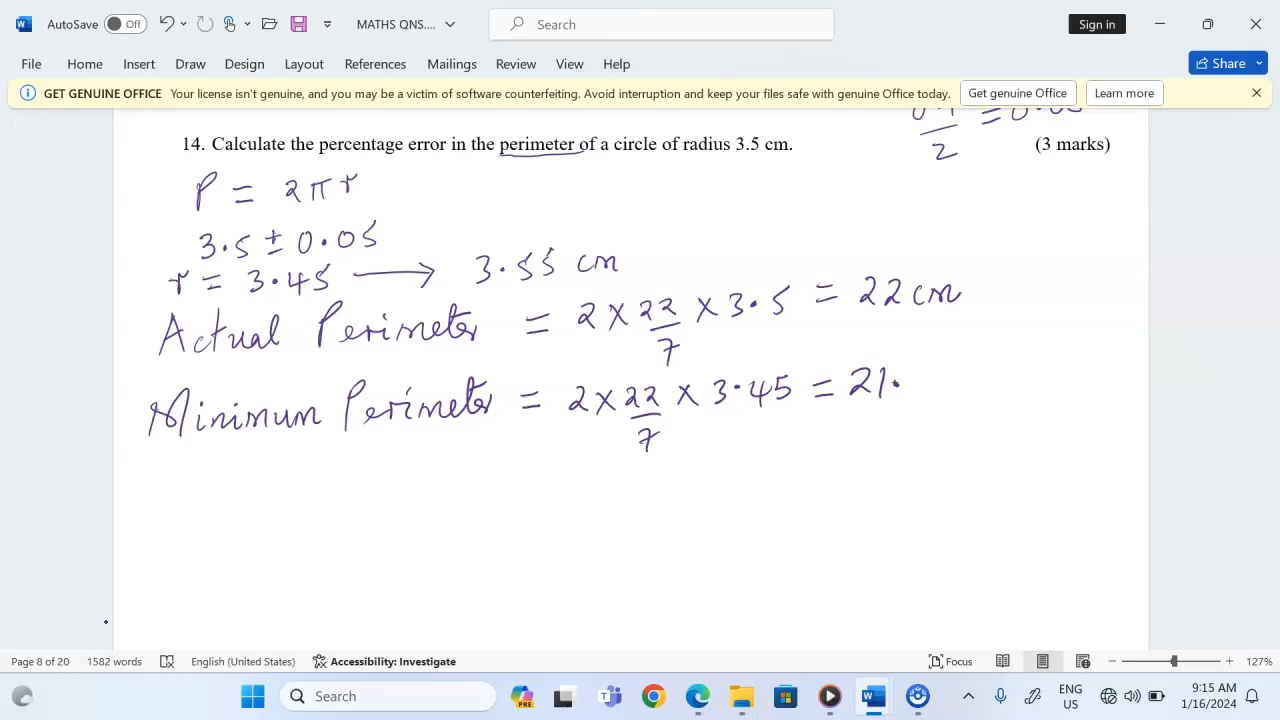 AutoSave Off MATHS QNS.... Search Sign in
File Home Insert Draw Design Layout References Mailings Review View Help Share
GET GENUINE OFFICE Your license isn't genuine, and you may be a victim of software counterfeiting. Avoid interruption and keep your files safe with genuine Office today. Get genuine Office Learn more
0.1/2 = 0.05
14. Calculate the percentage error in the perimeter of a circle of radius 3.5 cm. (3 marks)
P = 2πr
3.5 ± 0.05
r = 3.45 → 3.55 cm
Actual Perimeter = 2 × 22/7 × 3.5 = 22 cm
Minimum Perimeter = 2 × 22/7 × 3.45 = 21.
Page 8 of 20 1582 words English (United States) Accessibility: Investigate Focus 127%
Search PRE ENG US 9:15 AM 1/16/2024